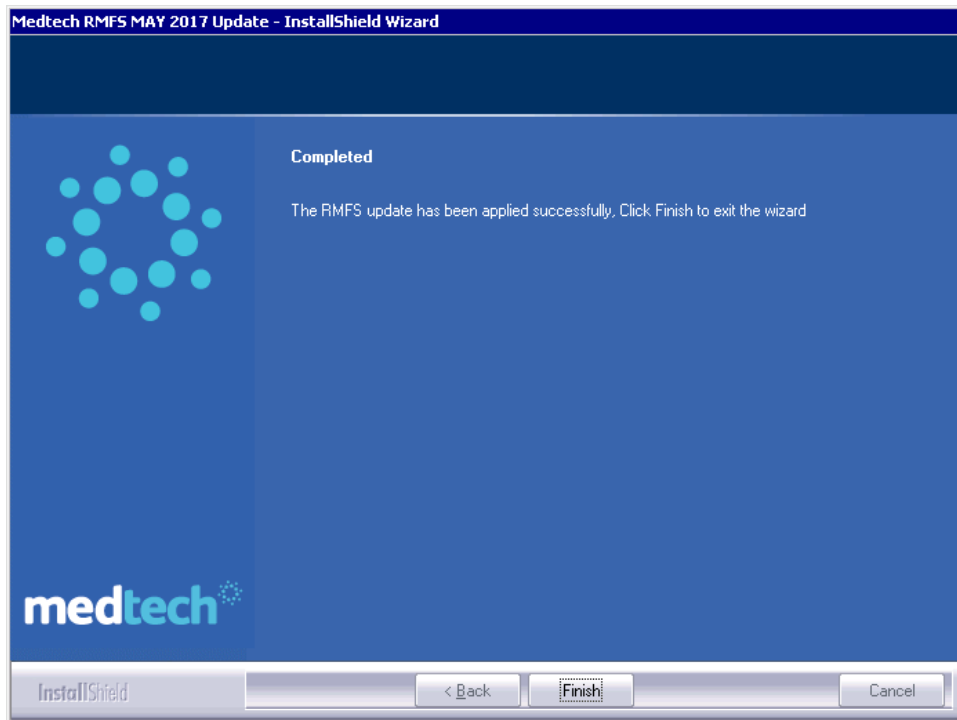 Medtech RMFS MAY 2017 Update - InstallShield Wizard
Completed
The RMFS update has been applied successfully, Click Finish to exit the wizard
medtech
InstallShield
< Back
Finish
Cancel